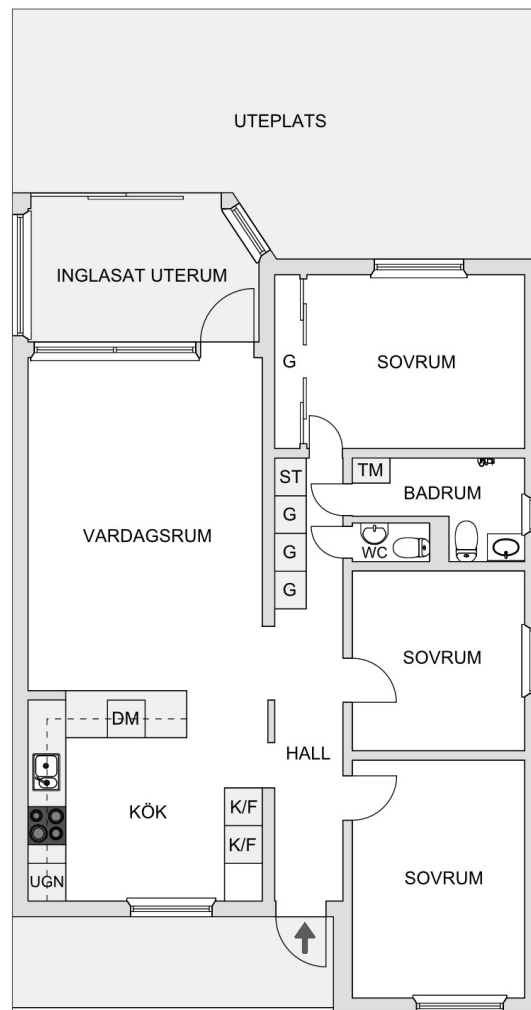 UTEPLATS
INGLASAT UTERUM
G
SOVRUM
ST
TM
BADRUM
G
VARDAGSRUM
G
WC
G
SOVRUM
DM
HALL
KÖK
K/F
K/F
UGN
SOVRUM